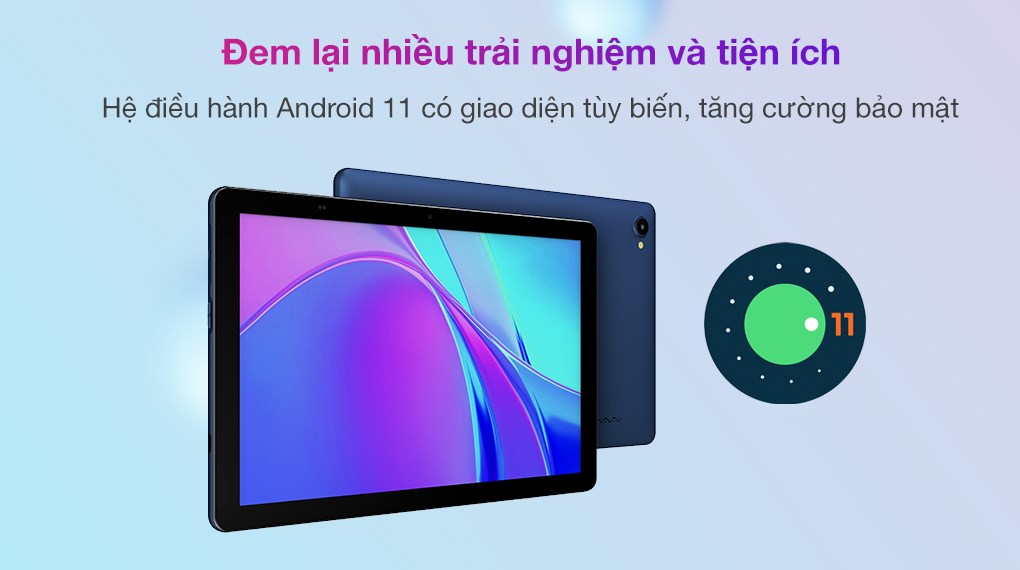 Đem lại nhiều trải nghiệm và tiện ích
Hệ điều hành Android 11 có giao diện tùy biến, tăng cường bảo mật
11